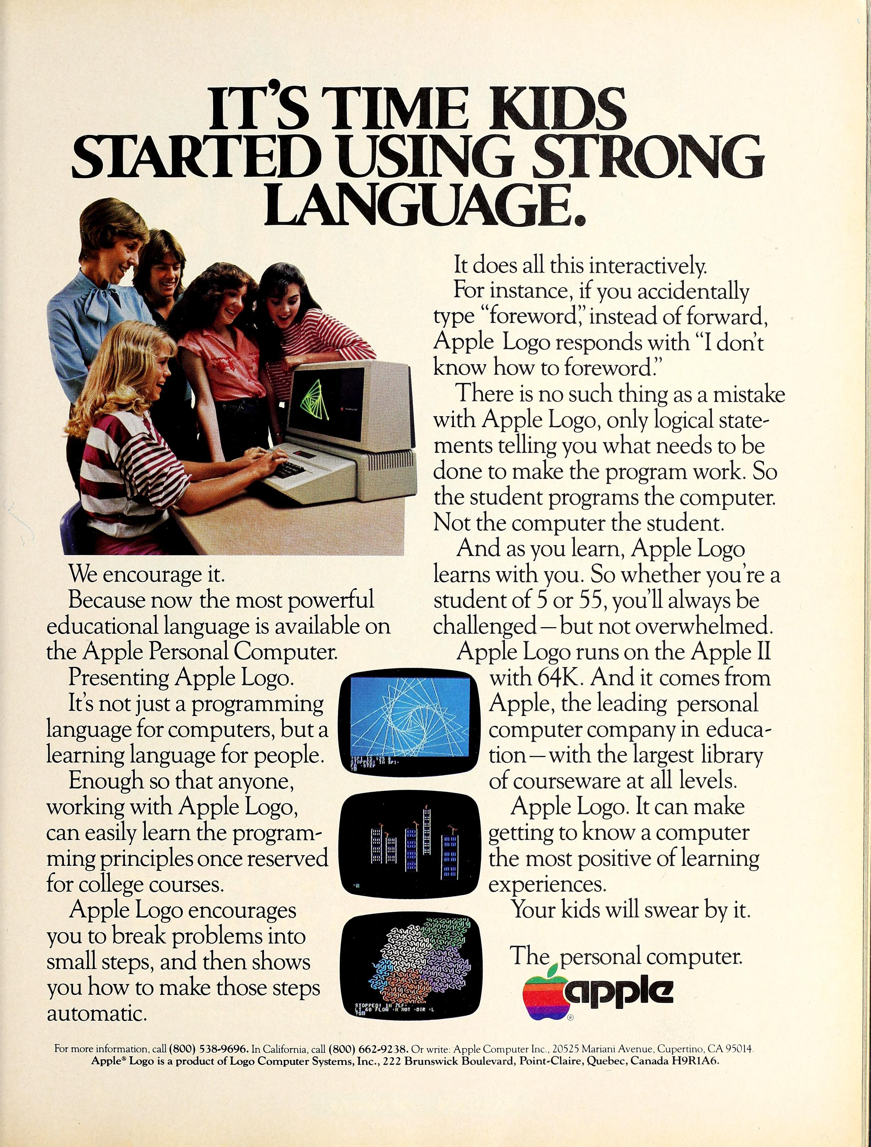 IT'S TIME KIDS
STARTED USING STRONG
LANGUAGE.
We encourage it.
Because now the most powerful
educational language is available on
the Apple Personal Computer.
Presenting Apple Logo.
It's not just a programming
language for computers, but a
learning language for people.
Enough so that anyone,
working with Apple Logo,
can easily learn the program-
ming principles once reserved
for college courses.
Apple Logo encourages
you to break problems into
small steps, and then shows
you how to make those steps
automatic.
It does all this interactively.
For instance, if you accidentally
type “foreword,” instead of forward,
Apple Logo responds with “I don't
know how to foreword.”
There is no such thing as a mistake
with Apple Logo, only logical state-
ments telling you what needs to be
done to make the program work. So
the student programs the computer.
Not the computer the student.
And as you learn, Apple Logo
learns with you. So whether you're a
student of 5 or 55, you'll always be
challenged—but not overwhelmed.
Apple Logo runs on the Apple II
with 64K. And it comes from
Apple, the leading personal
computer company in educa-
tion—with the largest library
of courseware at all levels.
Apple Logo. It can make
getting to know a computer
the most positive of learning
experiences.
Your kids will swear by it.
The personal computer.
apple
®
For more information, call (800) 538-9696. In California, call (800) 662-9238. Or write: Apple Computer Inc., 20525 Mariani Avenue, Cupertino, CA 95014.
Apple® Logo is a product of Logo Computer Systems, Inc., 222 Brunswick Boulevard, Point-Claire, Quebec, Canada H9R1A6.